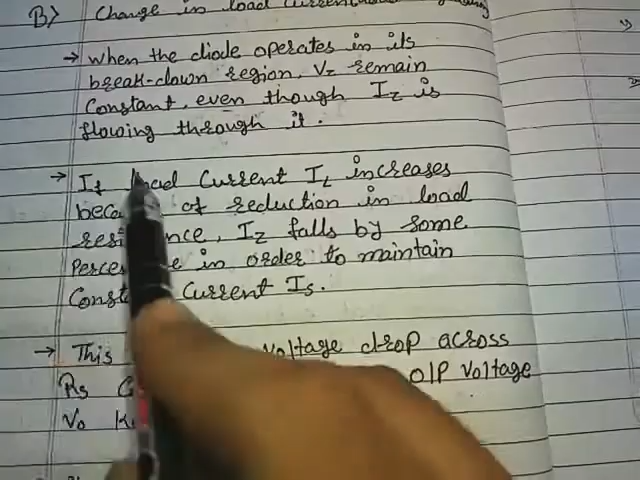 B> Change in load Current
→ When the diode operates in its
break-down region, Vz remain
Constant, even though Iz is
flowing through it.
→ If load Current IL increases
of reduction in load
Iz falls by some
in order to maintain
Current Is.
→ This voltage drop across
Rs O/P voltage
Vo